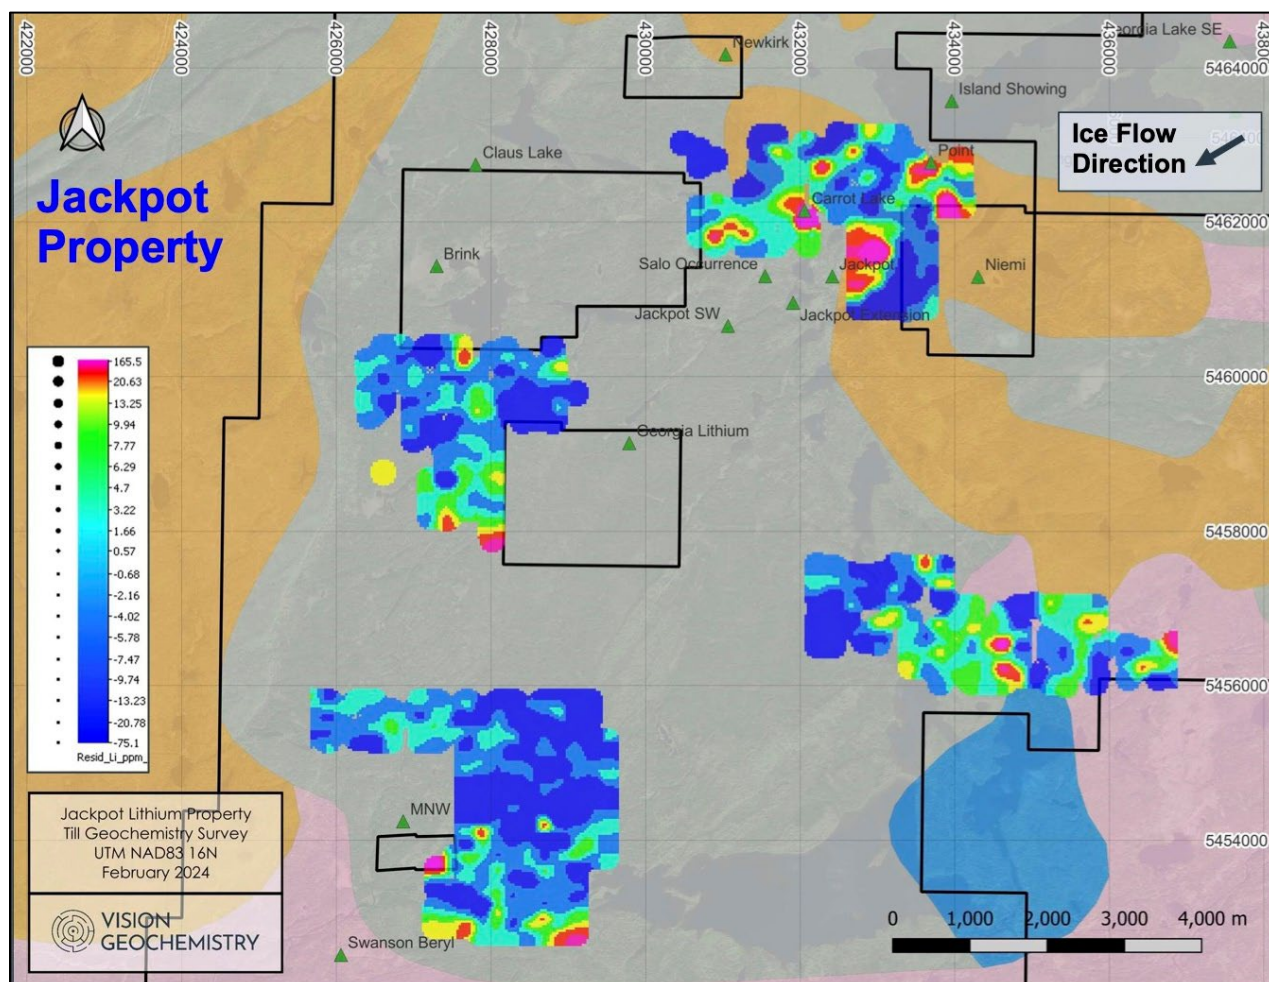 422000
424000
426000
428000
430000
432000
434000
436000
5464000
5462000
5460000
5458000
5456000
5454000
Newkirk
eorgia Lake SE
Island Showing
Ice Flow
Direction
Claus Lake
Point
Jackpot
Property
Carrot Lake
Brink
Salo Occurrence
Jackpot
Niemi
Jackpot SW
Jackpot Extension
Georgia Lithium
165.5
20.63
13.25
9.94
7.77
6.29
4.7
3.22
1.66
0.57
-0.68
-2.16
-4.02
-5.78
-7.47
-9.74
-13.23
-20.78
-75.1
Resid_Li_ppm_
MNW
Swanson Beryl
Jackpot Lithium Property
Till Geochemistry Survey
UTM NAD83 16N
February 2024
VISION
GEOCHEMISTRY
0 1,000 2,000 3,000 4,000 m